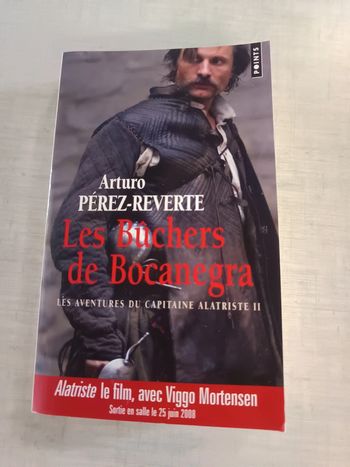 POINTS
Arturo
PÉREZ-REVERTE
Les Bûchers
de Bocanegra
LES AVENTURES DU CAPITAINE ALATRISTE II
Alatriste le film, avec Viggo Mortensen
Sortie en salle le 25 juin 2008